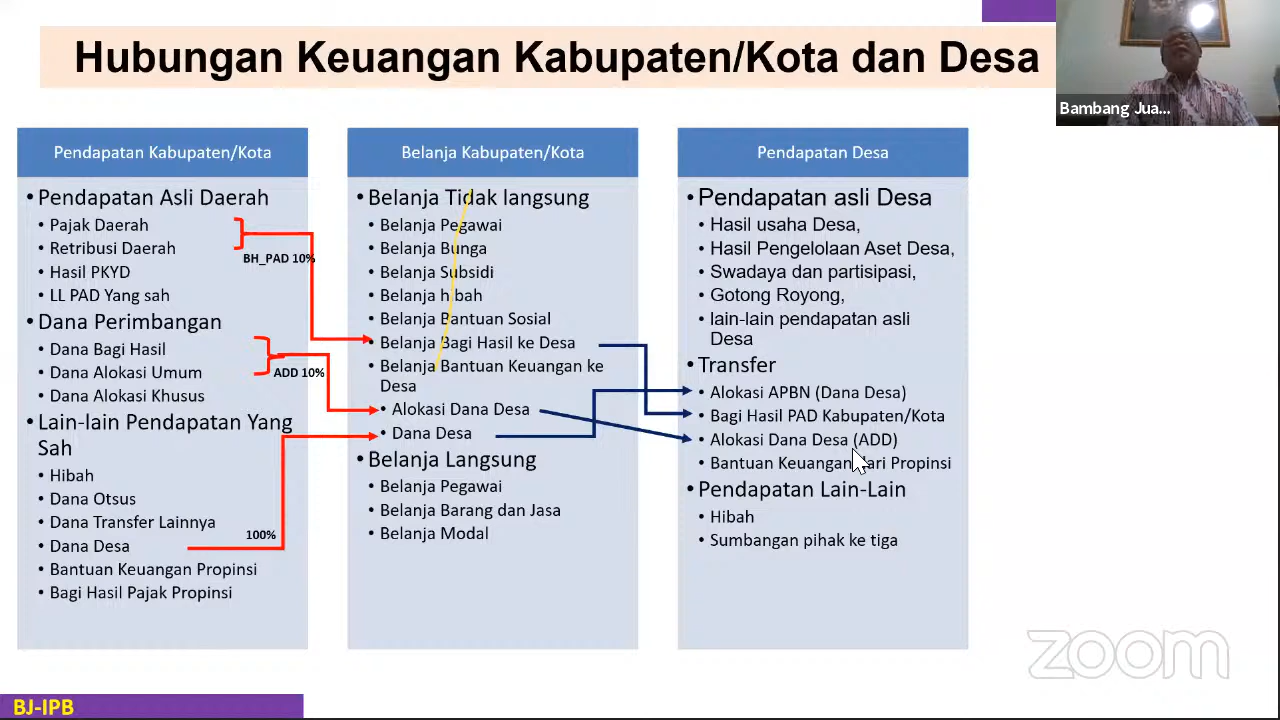 Hubungan Keuangan Kabupaten/Kota dan Desa
Bambang Jua...
Pendapatan Kabupaten/Kota
• Pendapatan Asli Daerah
• Pajak Daerah
• Retribusi Daerah
BH_PAD 10%
• Hasil PKYD
• LL PAD Yang sah
• Dana Perimbangan
• Dana Bagi Hasil
• Dana Alokasi Umum
ADD 10%
• Dana Alokasi Khusus
• Lain-lain Pendapatan Yang
Sah
• Hibah
• Dana Otsus
• Dana Transfer Lainnya
100%
• Dana Desa
• Bantuan Keuangan Propinsi
• Bagi Hasil Pajak Propinsi
Belanja Kabupaten/Kota
• Belanja Tidak langsung
• Belanja Pegawai
• Belanja Bunga
• Belanja Subsidi
• Belanja hibah
• Belanja Bantuan Sosial
• Belanja Bagi Hasil ke Desa
• Belanja Bantuan Keuangan ke
Desa
• Alokasi Dana Desa
• Dana Desa
• Belanja Langsung
• Belanja Pegawai
• Belanja Barang dan Jasa
• Belanja Modal
Pendapatan Desa
• Pendapatan asli Desa
• Hasil usaha Desa,
• Hasil Pengelolaan Aset Desa,
• Swadaya dan partisipasi,
• Gotong Royong,
• lain-lain pendapatan asli
Desa
• Transfer
• Alokasi APBN (Dana Desa)
• Bagi Hasil PAD Kabupaten/Kota
• Alokasi Dana Desa (ADD)
• Bantuan Keuangan dari Propinsi
• Pendapatan Lain-Lain
• Hibah
• Sumbangan pihak ke tiga
zoom
BJ-IPB